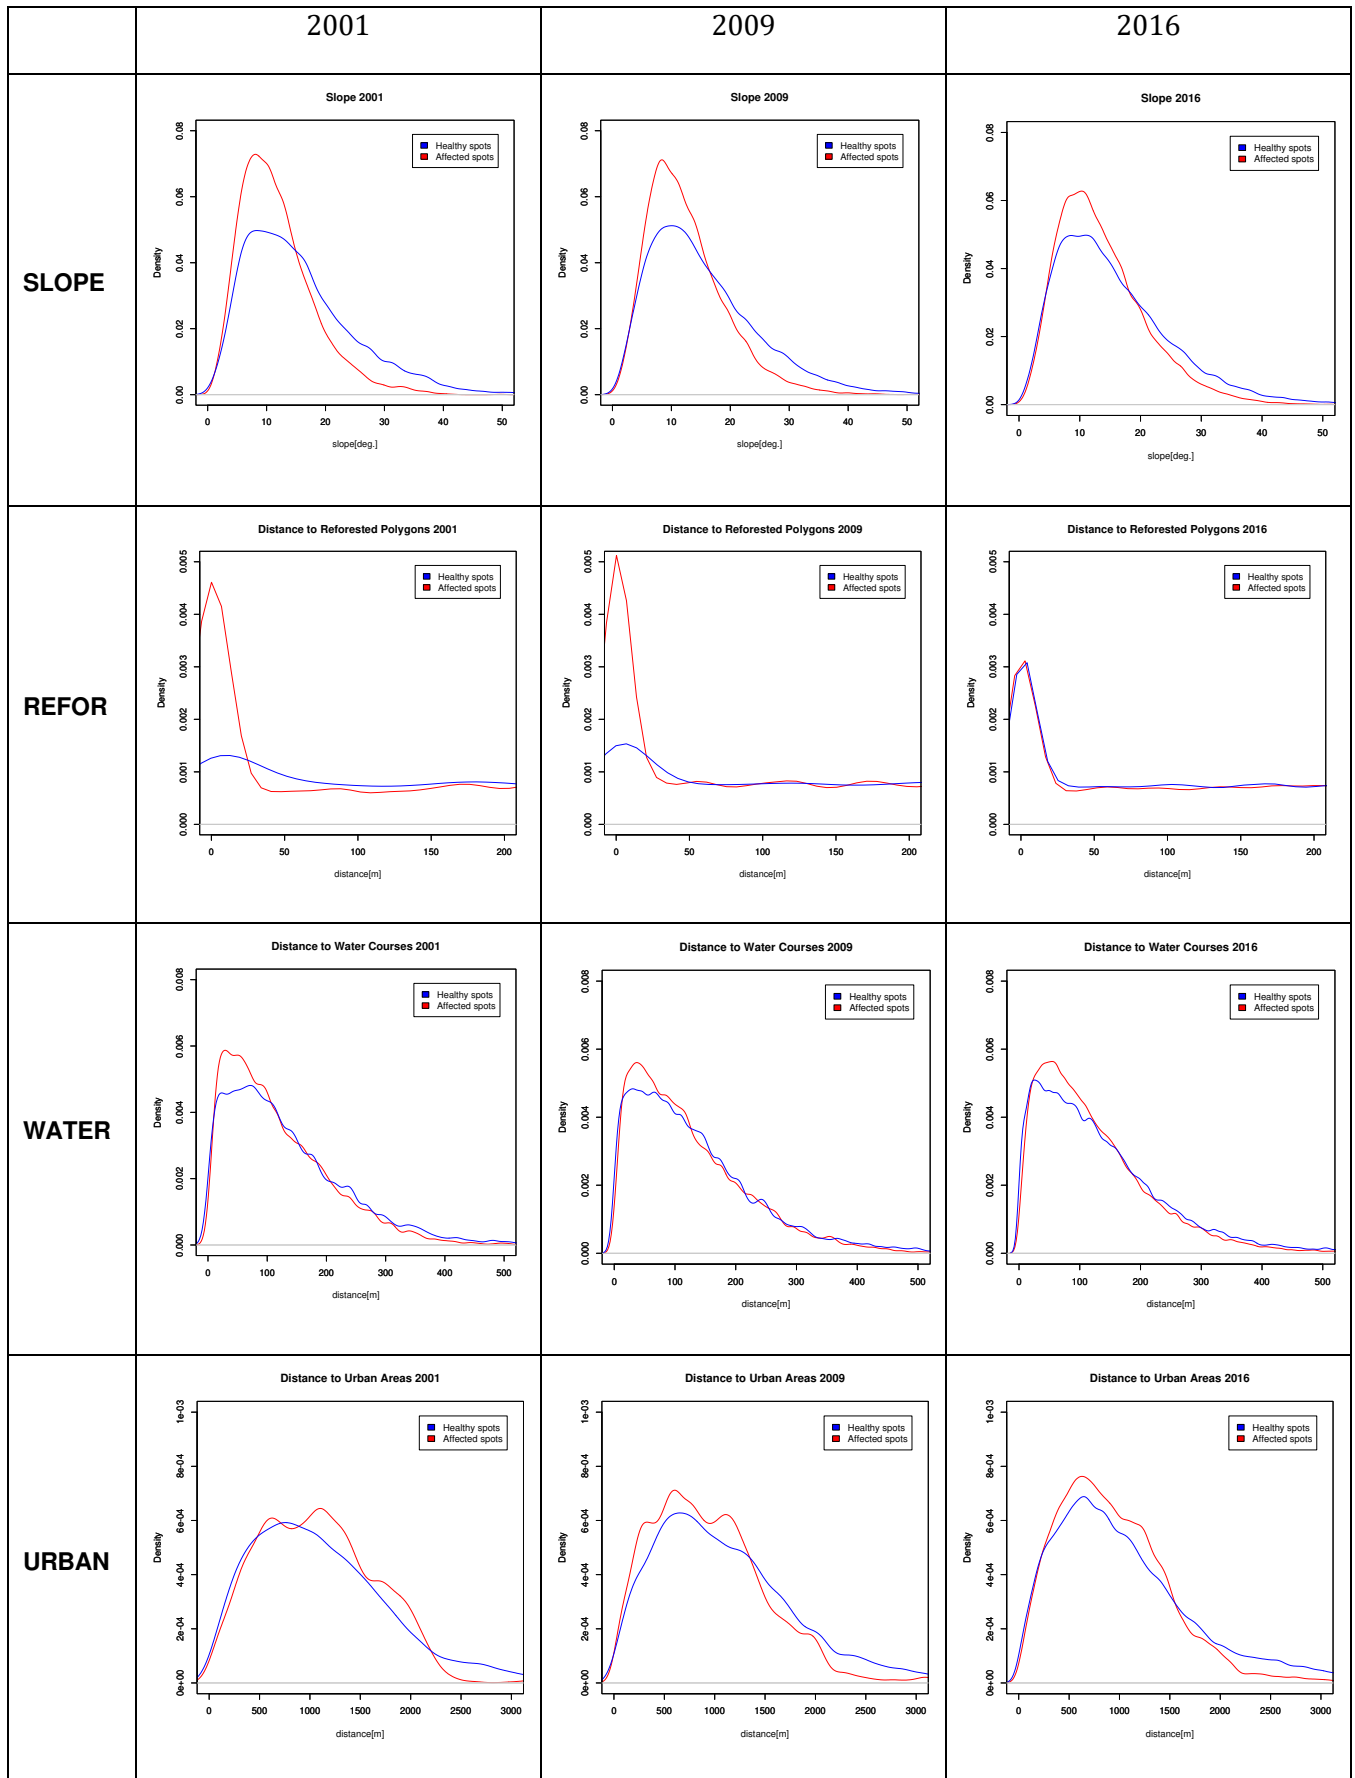 2001 2009 2016
SLOPE
Slope 2001
Healthy spots
Affected spots
Density
0.00 0.02 0.04 0.06 0.08
0 10 20 30 40 50
slope[deg.]
Slope 2009
Healthy spots
Affected spots
Density
0.00 0.02 0.04 0.06 0.08
0 10 20 30 40 50
slope[deg.]
Slope 2016
Healthy spots
Affected spots
Density
0.00 0.02 0.04 0.06 0.08
0 10 20 30 40 50
slope[deg.]
REFOR
Distance to Reforested Polygons 2001
Healthy spots
Affected spots
Density
0.000 0.001 0.002 0.003 0.004 0.005
0 50 100 150 200
distance[m]
Distance to Reforested Polygons 2009
Healthy spots
Affected spots
Density
0.000 0.001 0.002 0.003 0.004 0.005
0 50 100 150 200
distance[m]
Distance to Reforested Polygons 2016
Healthy spots
Affected spots
Density
0.000 0.001 0.002 0.003 0.004 0.005
0 50 100 150 200
distance[m]
WATER
Distance to Water Courses 2001
Healthy spots
Affected spots
Density
0.000 0.002 0.004 0.006 0.008
0 100 200 300 400 500
distance[m]
Distance to Water Courses 2009
Healthy spots
Affected spots
Density
0.000 0.002 0.004 0.006 0.008
0 100 200 300 400 500
distance[m]
Distance to Water Courses 2016
Healthy spots
Affected spots
Density
0.000 0.002 0.004 0.006 0.008
0 100 200 300 400 500
distance[m]
URBAN
Distance to Urban Areas 2001
Healthy spots
Affected spots
Density
0e+00 2e-04 4e-04 6e-04 8e-04 1e-03
0 500 1000 1500 2000 2500 3000
distance[m]
Distance to Urban Areas 2009
Healthy spots
Affected spots
Density
0e+00 2e-04 4e-04 6e-04 8e-04 1e-03
0 500 1000 1500 2000 2500 3000
distance[m]
Distance to Urban Areas 2016
Healthy spots
Affected spots
Density
0e+00 2e-04 4e-04 6e-04 8e-04 1e-03
0 500 1000 1500 2000 2500 3000
distance[m]